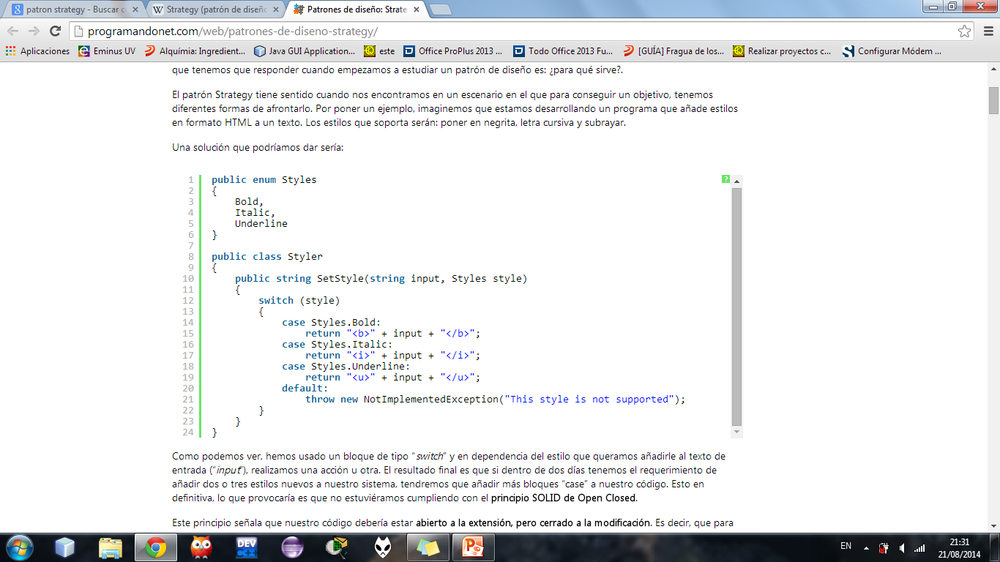 patron strategy - Buscar c
Strategy (patrón de diseño
Patrones de diseño: Strate
programandonet.com/web/patrones-de-diseno-strategy/
Aplicaciones Eminus UV Alquímia: Ingredient... Java GUI Application... este Office ProPlus 2013 ... Todo Office 2013 Fu... [GUÍA] Fragua de los... Realizar proyectos c... Configurar Módem ...
que tenemos que responder cuando empezamos a estudiar un patrón de diseño es: ¿para qué sirve?.
El patrón Strategy tiene sentido cuando nos encontramos en un escenario en el que para conseguir un objetivo, tenemos
diferentes formas de afrontarlo. Por poner un ejemplo, imaginemos que estamos desarrollando un programa que añade estilos
en formato HTML a un texto. Los estilos que soporta serán: poner en negrita, letra cursiva y subrayar.
Una solución que podríamos dar sería:
?
1 public enum Styles
2 {
3 Bold,
4 Italic,
5 Underline
6 }
7
8 public class Styler
9 {
10 public string SetStyle(string input, Styles style)
11 {
12 switch (style)
13 {
14 case Styles.Bold:
15 return "<b>" + input + "</b>";
16 case Styles.Italic:
17 return "<i>" + input + "</i>";
18 case Styles.Underline:
19 return "<u>" + input + "</u>";
20 default:
21 throw new NotImplementedException("This style is not supported");
22 }
23 }
24 }
Como podemos ver, hemos usado un bloque de tipo “switch” y en dependencia del estilo que queramos añadirle al texto de
entrada (“input”), realizamos una acción u otra. El resultado final es que si dentro de dos días tenemos el requerimiento de
añadir dos o tres estilos nuevos a nuestro sistema, tendremos que añadir más bloques “case” a nuestro código. Esto en
definitiva, lo que provocaría es que no estuviéramos cumpliendo con el principio SOLID de Open Closed.
Este principio señala que nuestro código debería estar abierto a la extensión, pero cerrado a la modificación. Es decir, que para
DEV
C++
EN
21:31
21/08/2014